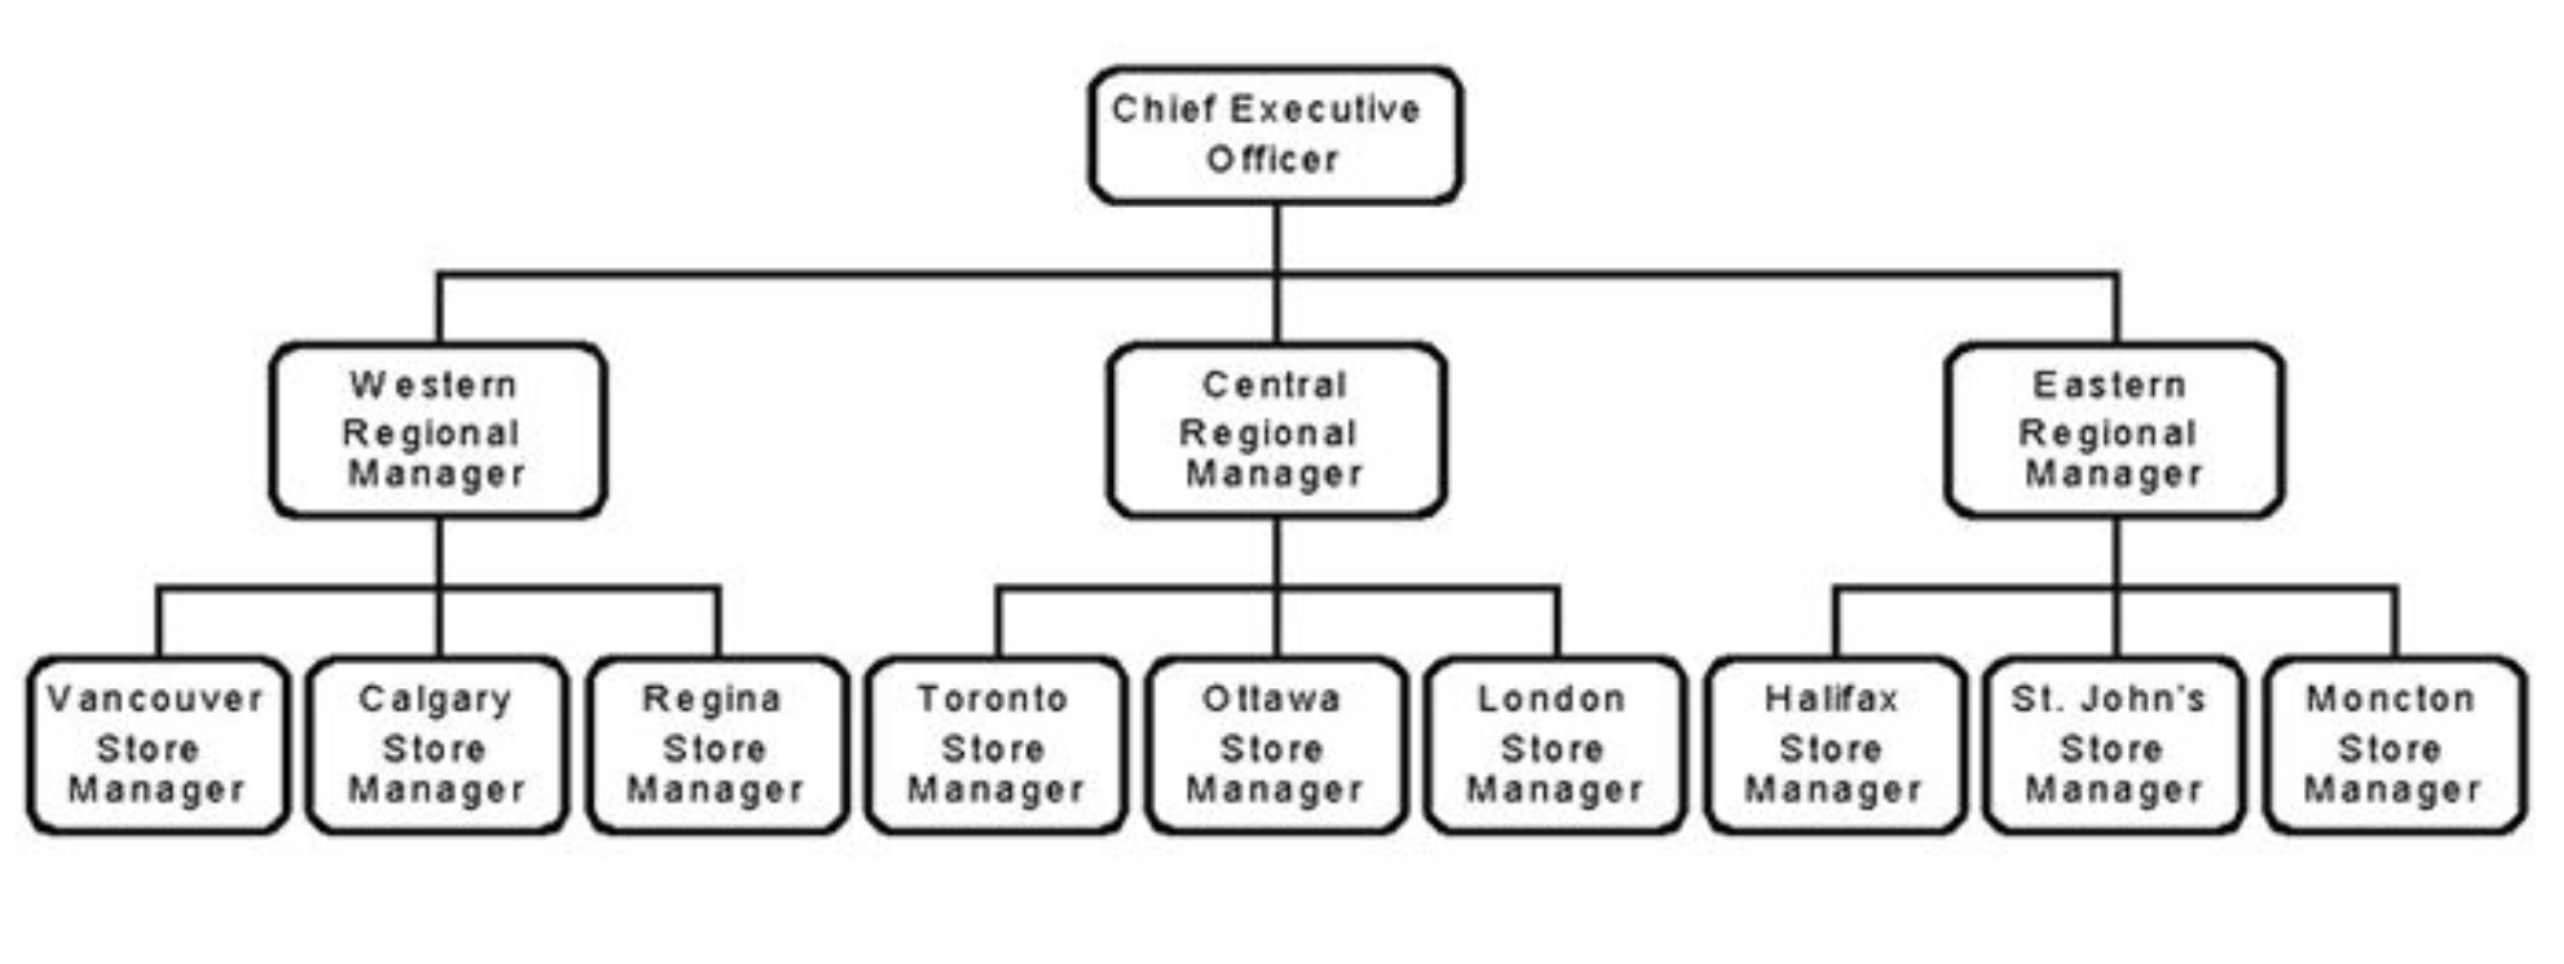 Chief Executive
Officer
Western
Regional
Manager
Central
Regional
Manager
Eastern
Regional
Manager
Vancouver
Store
Manager
Calgary
Store
Manager
Regina
Store
Manager
Toronto
Store
Manager
Ottawa
Store
Manager
London
Store
Manager
Halifax
Store
Manager
St. John's
Store
Manager
Moncton
Store
Manager